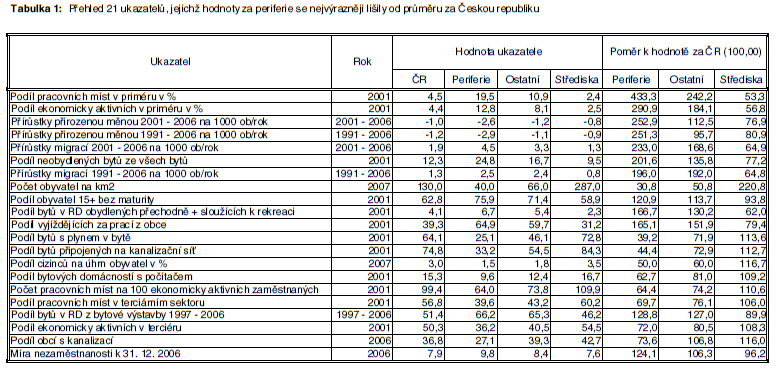 Tabulka 1: Přehled 21 ukazatelů, jejichž hodnoty za periferie se nejvýrazněji lišily od průměru za Českou republiku
Ukazatel Rok Hodnota ukazatele Poměr k hodnotě za ČR (100,00)
ČR Periferie Ostatní Střediska Periferie Ostatní Střediska
Podíl pracovních míst v priméru v % 2001 4,5 19,5 10,9 2,4 433,3 242,2 53,3
Podíl ekonomicky aktivních v priméru v % 2001 4,4 12,8 8,1 2,5 290,9 184,1 56,8
Přírůstky přirozenou měnou 2001 - 2006 na 1000 ob/rok 2001 - 2006 -1,0 -2,6 -1,2 -0,8 252,9 112,5 76,9
Přírůstky přirozenou měnou 1991 - 2006 na 1000 ob/rok 1991 - 2006 -1,2 -2,9 -1,1 -0,9 251,3 95,7 80,9
Přírůstky migrací 2001 - 2006 na 1000 ob/rok 2001 - 2006 1,9 4,5 3,3 1,3 233,0 168,6 64,9
Podíl neobydlených bytů ze všech bytů 2001 12,3 24,8 16,7 9,5 201,6 135,8 77,2
Přírůstky migrací 1991 - 2006 na 1000 ob/rok 1991 - 2006 1,3 2,5 2,4 0,8 196,0 192,0 64,8
Počet obyvatel na km2 2007 130,0 40,0 66,0 287,0 30,8 50,8 220,8
Podíl obyvatel 15+ bez maturity 2001 62,8 75,9 71,4 58,9 120,9 113,7 93,8
Podíl bytů v RD obydlených přechodně + sloužících k rekreaci 2001 4,1 6,7 5,4 2,3 166,7 130,2 62,0
Podíl vyjíždějících za prací z obce 2001 39,3 64,9 59,7 31,2 165,1 151,9 79,4
Podíl bytů s plynem v bytě 2001 64,1 25,1 46,1 72,8 39,2 71,9 113,6
Podíl bytů připojených na kanalizační síť 2001 74,8 33,2 54,5 84,3 44,4 72,9 112,7
Podíl cizinců na úhrn obyvatel v % 2007 3,0 1,5 1,8 3,5 50,0 60,0 116,7
Podíl bytových domácností s počítačem 2001 15,3 9,6 12,4 16,7 62,7 81,0 109,2
Počet pracovních míst na 100 ekonomicky aktivních zaměstnaných 2001 99,4 64,0 73,8 109,9 64,4 74,2 110,6
Podíl pracovních míst v terciárním sektoru 2001 56,8 39,6 43,2 60,2 69,7 76,1 106,0
Podíl bytů v RD z bytové výstavby 1997 - 2006 1997 - 2006 51,4 66,2 65,3 46,2 128,8 127,0 89,9
Podíl ekonomicky aktivních v terciéru 2001 50,3 36,2 40,5 54,5 72,0 80,5 108,3
Podíl obcí s kanalizací 2006 36,8 27,1 39,3 42,7 73,6 106,8 116,0
Míra nezaměstnanosti k 31. 12. 2006 2006 7,9 9,8 8,4 7,6 124,1 106,3 96,2